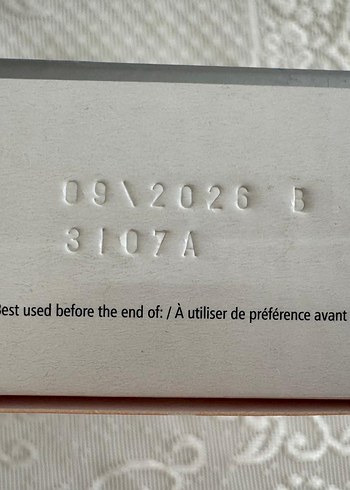 09\2026 B
3107A
Best used before the end of: / À utiliser de préférence avant